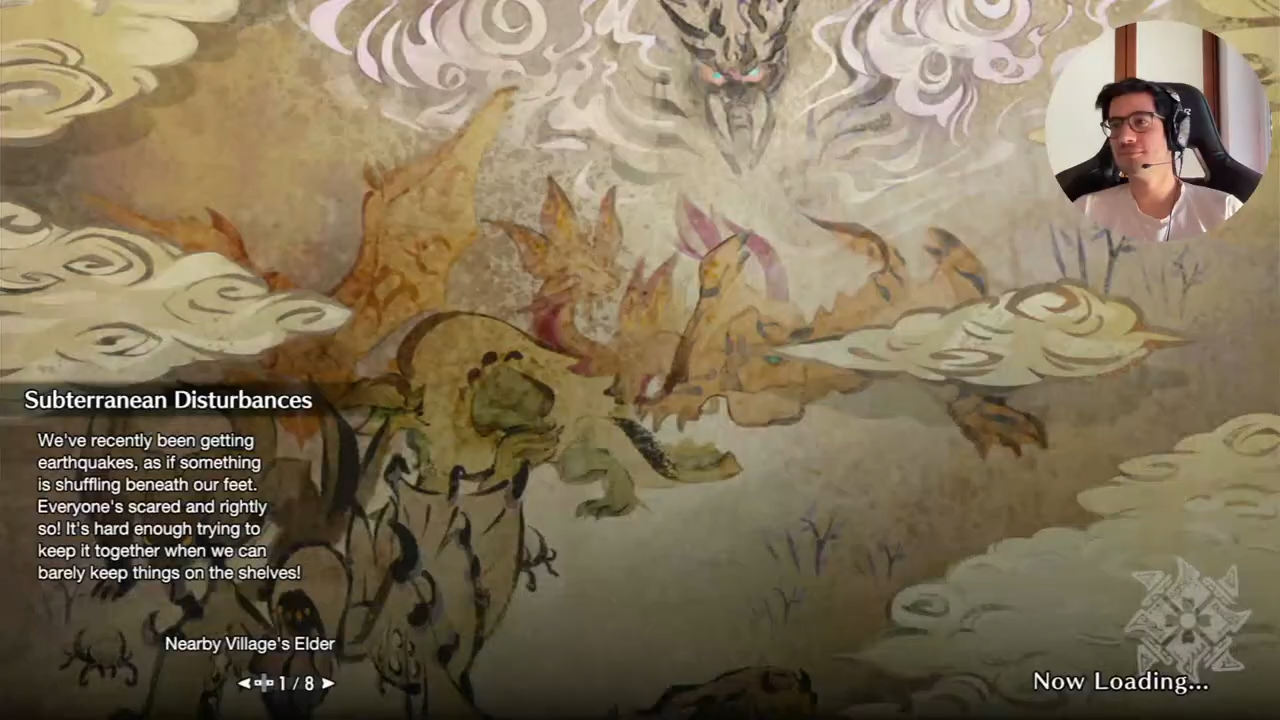 Subterranean Disturbances
We've recently been getting
earthquakes, as if something
is shuffling beneath our feet.
Everyone's scared and rightly
so! It's hard enough trying to
keep it together when we can
barely keep things on the shelves!
Nearby Village's Elder
1 / 8
Now Loading...